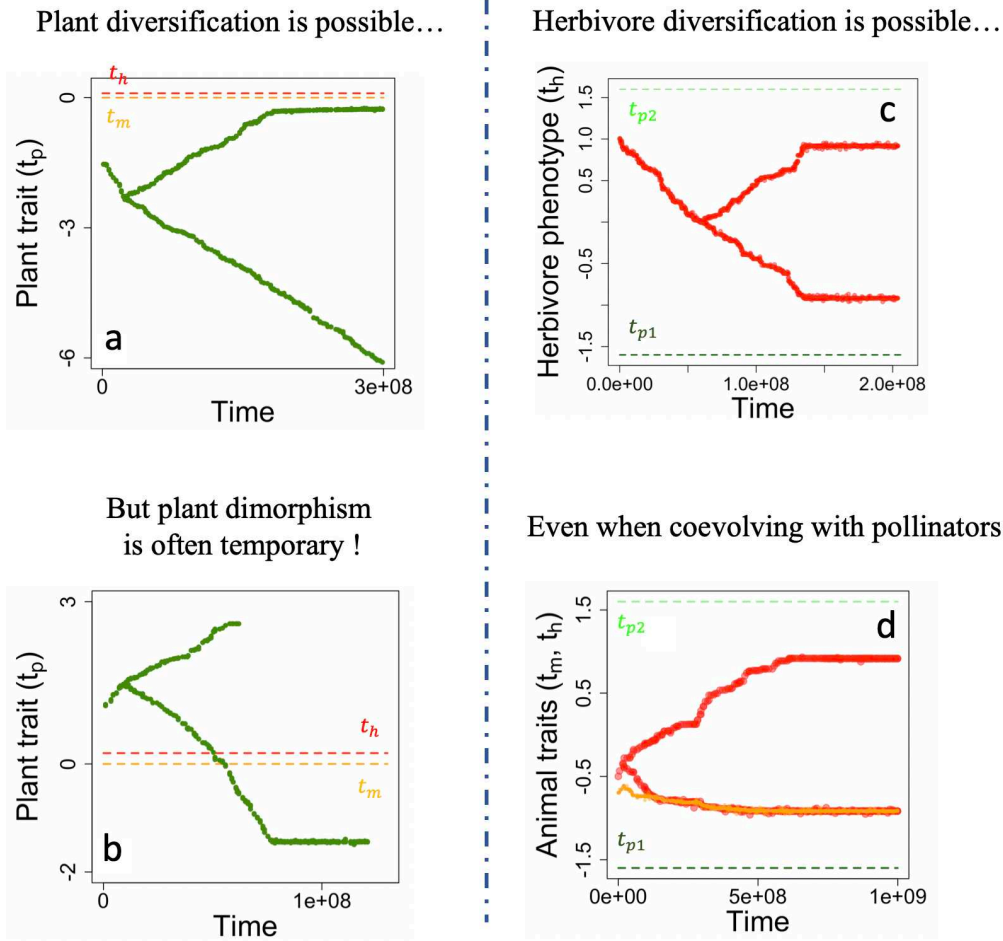 Plant diversification is possible…
Herbivore diversification is possible…
t_h
t_m
a
0
-3
-6
Plant trait (t_p)
0
3e+08
Time
t_p2
t_p1
c
1.5
1.0
0.5
-0.5
-1.5
Herbivore phenotype (t_h)
0.0e+00
1.0e+08
2.0e+08
Time
But plant dimorphism
is often temporary !
Even when coevolving with pollinators
t_h
t_m
b
3
0
-2
Plant trait (t_p)
0
1e+08
Time
t_p2
t_p1
d
1.5
0.5
-0.5
-1.5
Animal traits (t_m, t_h)
0e+00
5e+08
1e+09
Time